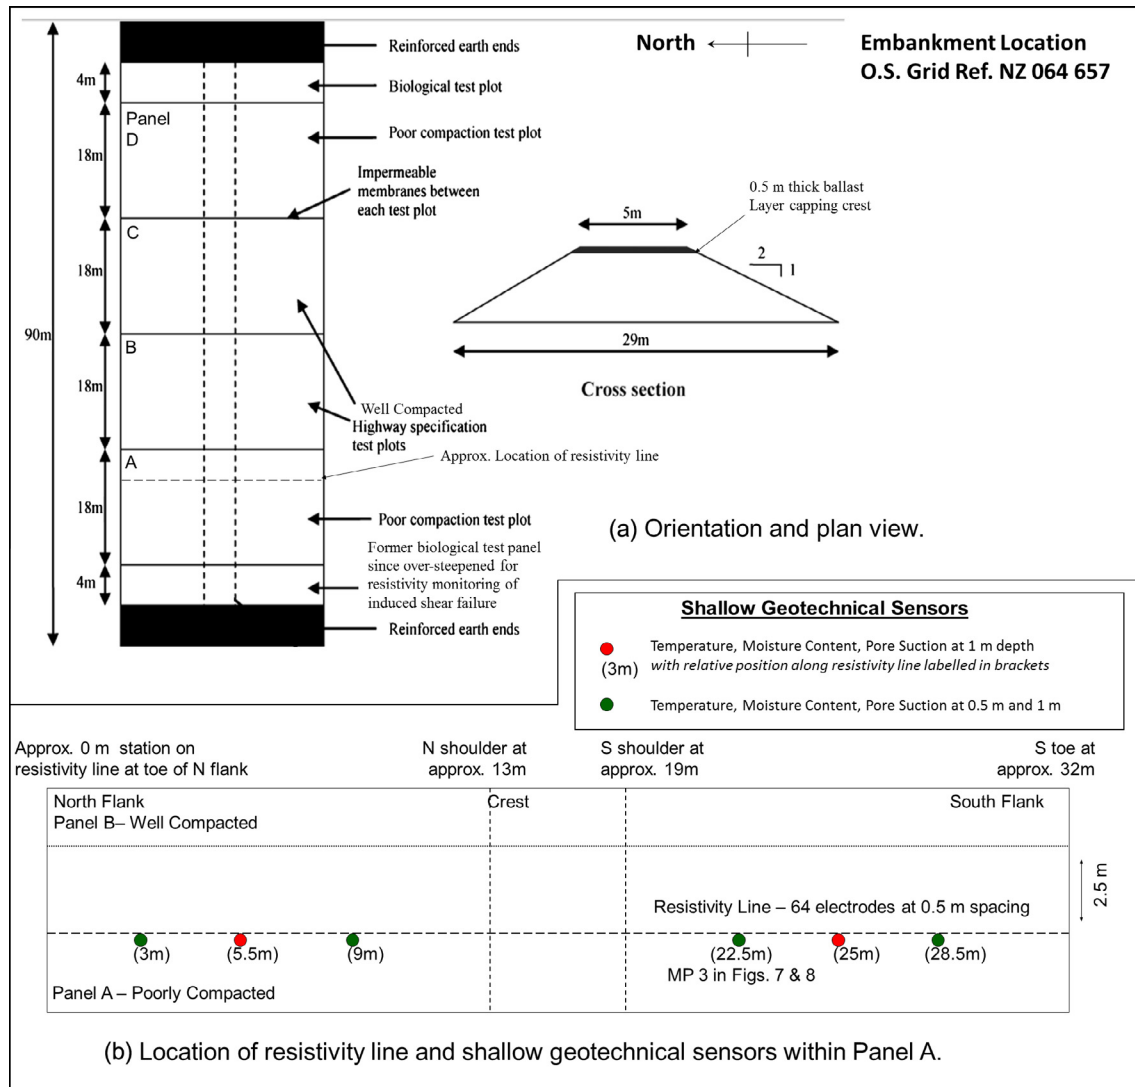 Reinforced earth ends
North
Embankment Location
O.S. Grid Ref. NZ 064 657
4m
Biological test plot
Panel
D
Poor compaction test plot
18m
Impermeable
membranes between
each test plot
0.5 m thick ballast
Layer capping crest
5m
2
1
C
18m
90m
29m
Cross section
B
18m
Well Compacted
Highway specification
test plots
A
Approx. Location of resistivity line
18m
Poor compaction test plot
(a) Orientation and plan view.
Former biological test panel
since over-steepened for
resistivity monitoring of
induced shear failure
4m
Reinforced earth ends
Shallow Geotechnical Sensors
Temperature, Moisture Content, Pore Suction at 1 m depth
(3m) with relative position along resistivity line labelled in brackets
Temperature, Moisture Content, Pore Suction at 0.5 m and 1 m
Approx. 0 m station on
resistivity line at toe of N flank
N shoulder at
approx. 13m
S shoulder at
approx. 19m
S toe at
approx. 32m
North Flank
Crest
South Flank
Panel B– Well Compacted
2.5 m
Resistivity Line – 64 electrodes at 0.5 m spacing
(3m)
(5.5m)
(9m)
(22.5m)
(25m)
(28.5m)
MP 3 in Figs. 7 & 8
Panel A – Poorly Compacted
(b) Location of resistivity line and shallow geotechnical sensors within Panel A.